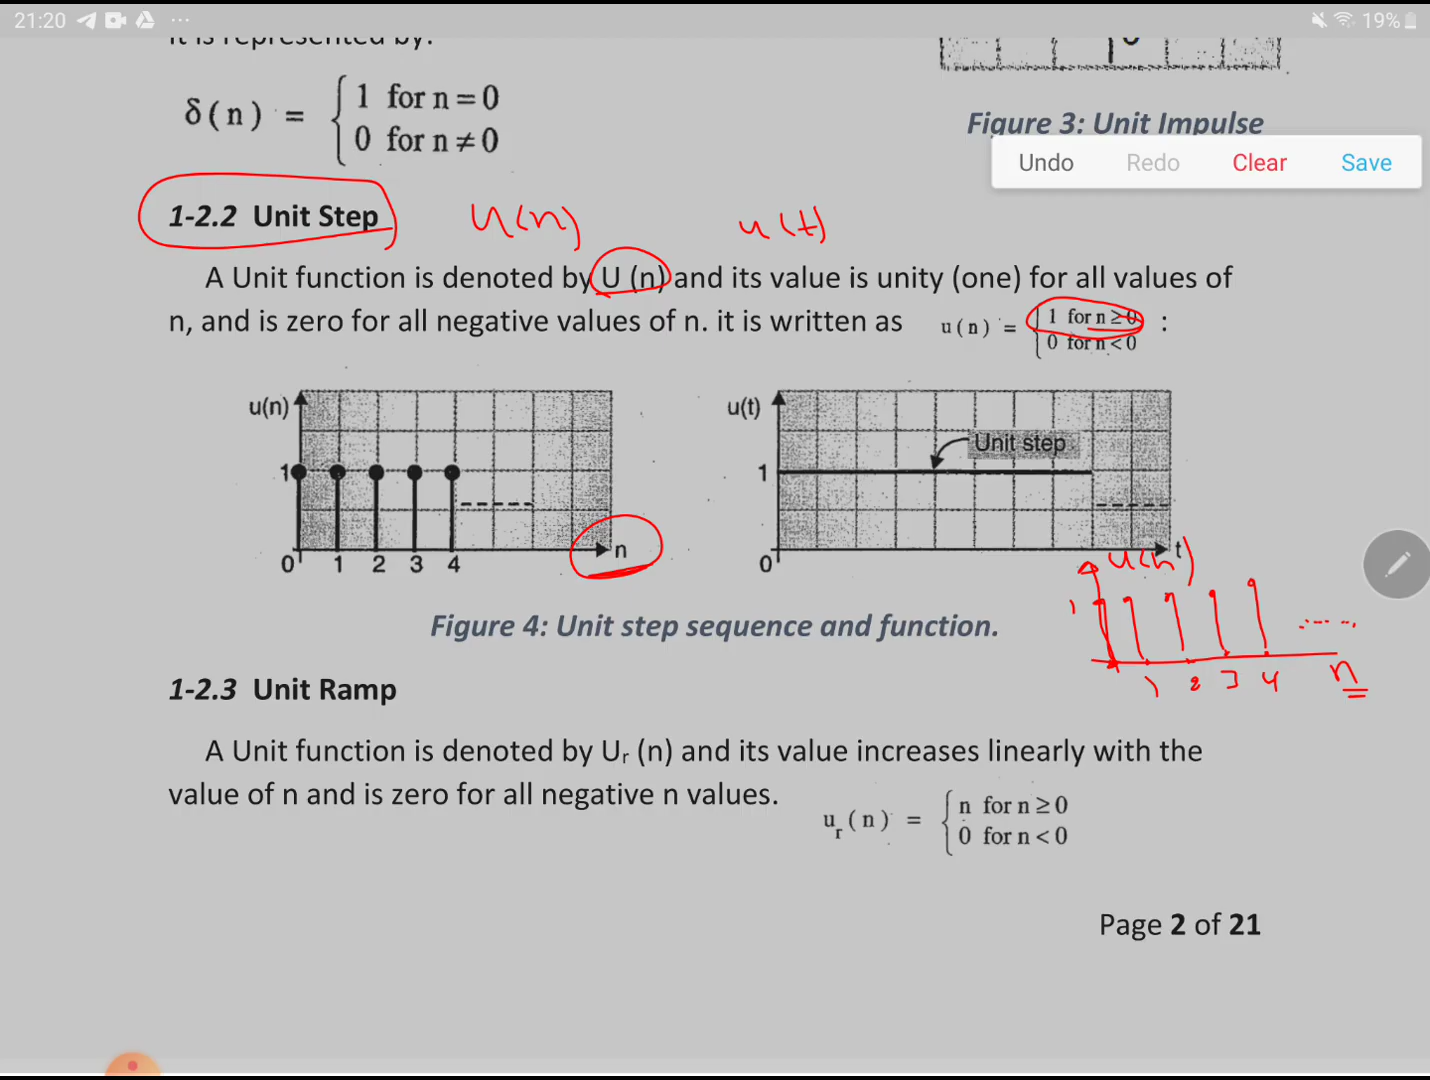 21:20 ... 19%
It is represented by:
δ(n) = { 1 for n = 0
0 for n ≠ 0
Figure 3: Unit Impulse
Undo Redo Clear Save
1-2.2 Unit Step u(n) u(t)
A Unit function is denoted by U (n) and its value is unity (one) for all values of
n, and is zero for all negative values of n. it is written as u(n) = { 1 for n ≥ 0 :
0 for n < 0
u(n)
1
0 1 2 3 4
n
u(t)
Unit step
1
0
t
u(n)
1
1 2 3 4 n
Figure 4: Unit step sequence and function.
1-2.3 Unit Ramp
A Unit function is denoted by Uᵣ (n) and its value increases linearly with the
value of n and is zero for all negative n values.
uᵣ(n) = { n for n ≥ 0
0 for n < 0
Page 2 of 21